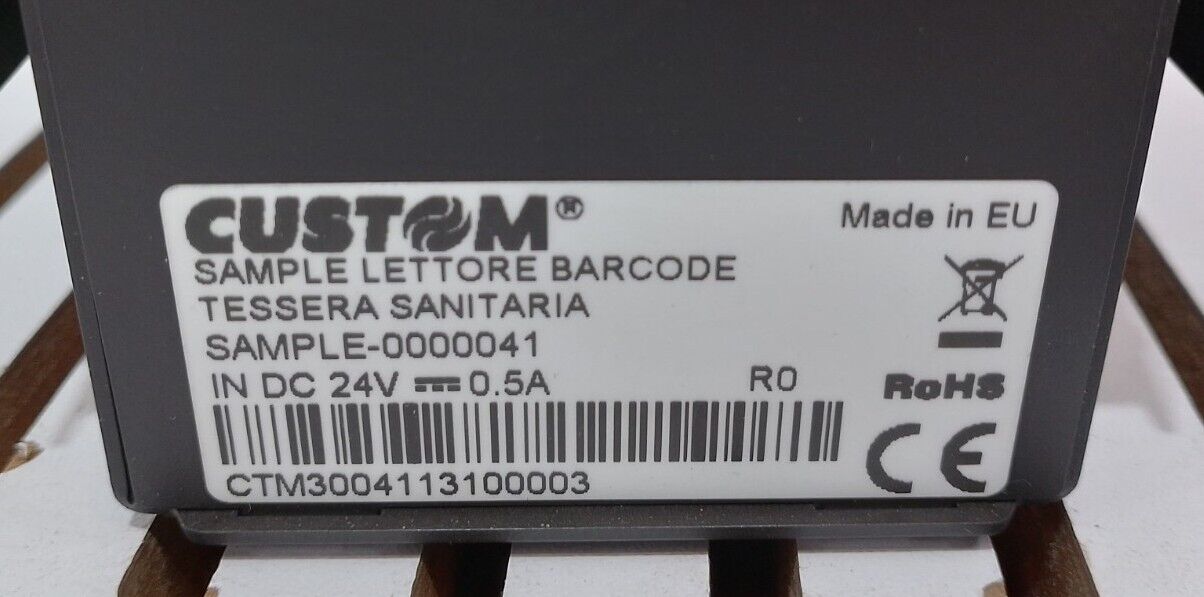 CUSTOM®
Made in EU
SAMPLE LETTORE BARCODE
TESSERA SANITARIA
SAMPLE-0000041
IN DC 24V ⎓ 0.5A
R0
RoHS
CE
CTM3004113100003